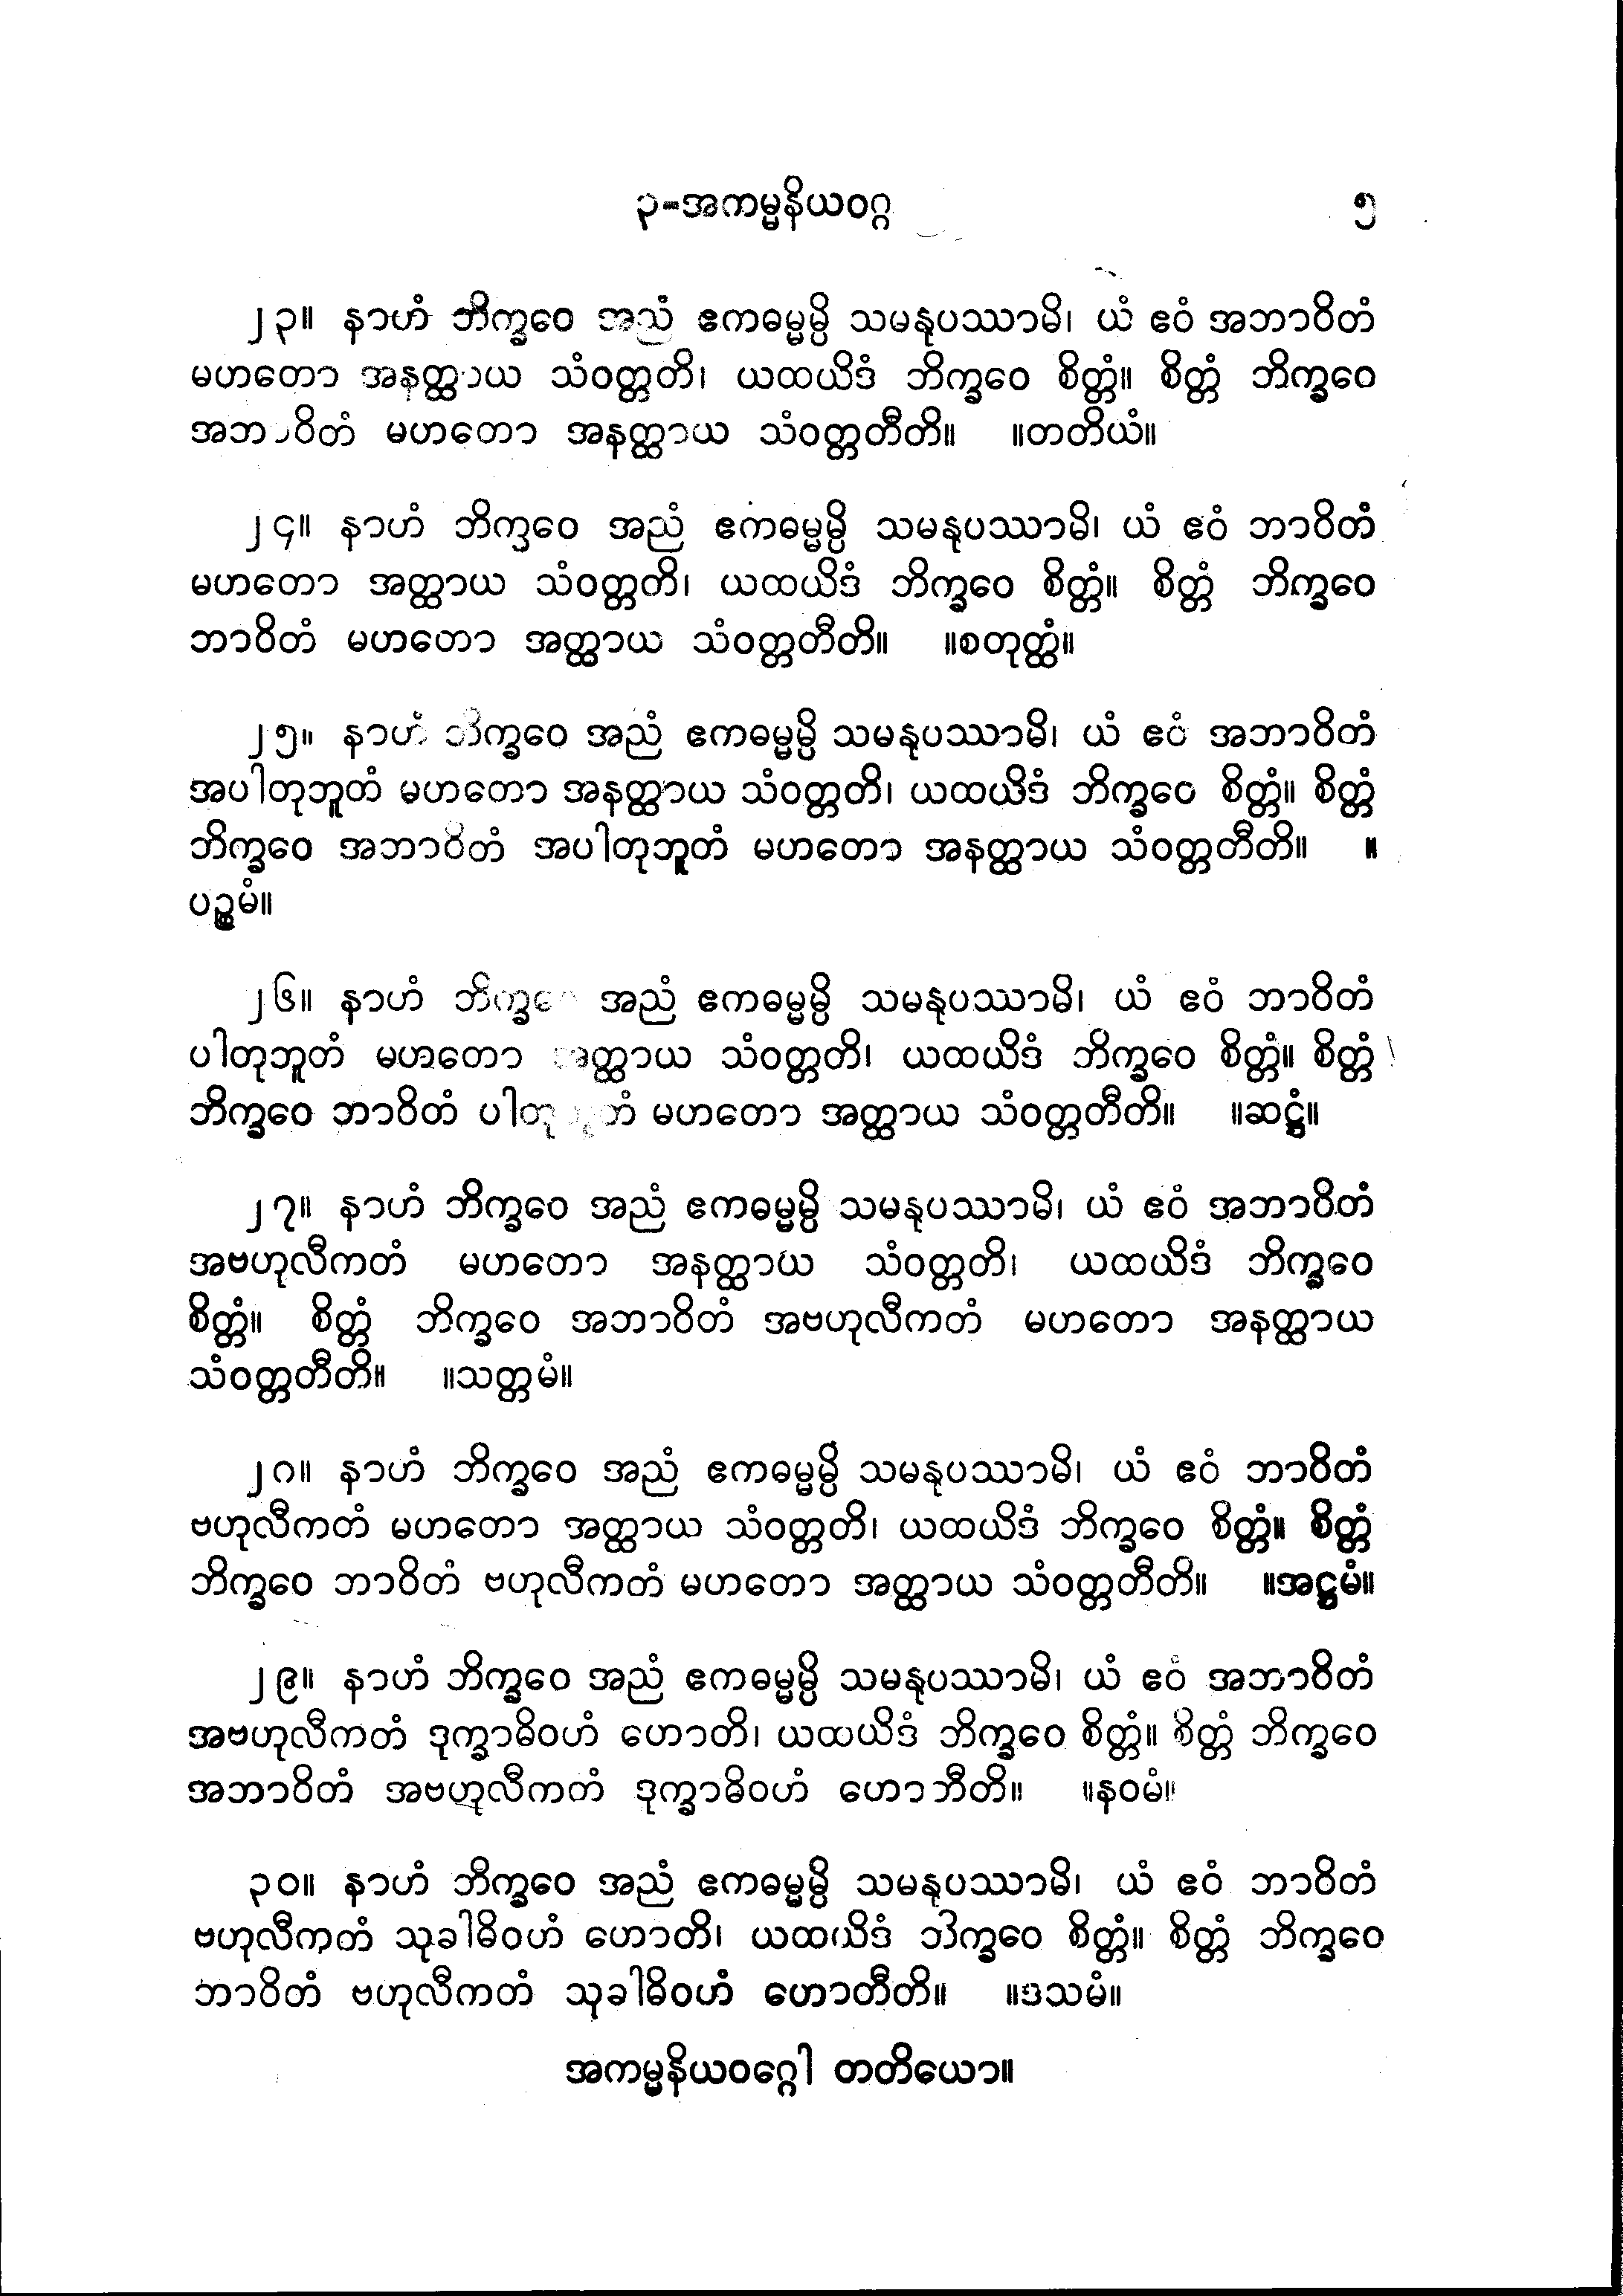 ၃-အကမ္မနိယဝဂ္ဂ ၅
၂၃။ နာဟံ ဘိက္ခဝေ အညံ ဧကဓမ္မမ္ပိ သမနုပဿာမိ၊ ယံ ဧဝံ အဘာဝိတံ
မဟတော အနတ္ထာယ သံဝတ္တတိ၊ ယထယိဒံ ဘိက္ခဝေ စိတ္တံ။ စိတ္တံ ဘိက္ခဝေ
အဘာဝိတံ မဟတော အနတ္ထာယ သံဝတ္တတီတိ။ ။တတိယံ။
၂၄။ နာဟံ ဘိက္ခဝေ အညံ ဧကဓမ္မမ္ပိ သမနုပဿာမိ၊ ယံ ဧဝံ ဘာဝိတံ
မဟတော အတ္ထာယ သံဝတ္တတိ၊ ယထယိဒံ ဘိက္ခဝေ စိတ္တံ။ စိတ္တံ ဘိက္ခဝေ
ဘာဝိတံ မဟတော အတ္ထာယ သံဝတ္တတီတိ။ ။စတုတ္ထံ။
၂၅။ နာဟံ ဘိက္ခဝေ အညံ ဧကဓမ္မမ္ပိ သမနုပဿာမိ၊ ယံ ဧဝံ အဘာဝိတံ
အပါတုဘူတံ မဟတော အနတ္ထာယ သံဝတ္တတိ၊ ယထယိဒံ ဘိက္ခဝေ စိတ္တံ။ စိတ္တံ
ဘိက္ခဝေ အဘာဝိတံ အပါတုဘူတံ မဟတော အနတ္ထာယ သံဝတ္တတီတိ။ ။
ပဉ္စမံ။
၂၆။ နာဟံ ဘိက္ခဝေ အညံ ဧကဓမ္မမ္ပိ သမနုပဿာမိ၊ ယံ ဧဝံ ဘာဝိတံ
ပါတုဘူတံ မဟတော အတ္ထာယ သံဝတ္တတိ၊ ယထယိဒံ ဘိက္ခဝေ စိတ္တံ။ စိတ္တံ
ဘိက္ခဝေ ဘာဝိတံ ပါတုဘူတံ မဟတော အတ္ထာယ သံဝတ္တတီတိ။ ။ဆဋ္ဌံ။
၂၇။ နာဟံ ဘိက္ခဝေ အညံ ဧကဓမ္မမ္ပိ သမနုပဿာမိ၊ ယံ ဧဝံ အဘာဝိတံ
အဗဟုလီကတံ မဟတော အနတ္ထာယ သံဝတ္တတိ၊ ယထယိဒံ ဘိက္ခဝေ
စိတ္တံ။ စိတ္တံ ဘိက္ခဝေ အဘာဝိတံ အဗဟုလီကတံ မဟတော အနတ္ထာယ
သံဝတ္တတီတိ။ ။သတ္တမံ။
၂၈။ နာဟံ ဘိက္ခဝေ အညံ ဧကဓမ္မမ္ပိ သမနုပဿာမိ၊ ယံ ဧဝံ ဘာဝိတံ
ဗဟုလီကတံ မဟတော အတ္ထာယ သံဝတ္တတိ၊ ယထယိဒံ ဘိက္ခဝေ စိတ္တံ။ စိတ္တံ
ဘိက္ခဝေ ဘာဝိတံ ဗဟုလီကတံ မဟတော အတ္ထာယ သံဝတ္တတီတိ။ ။အဋ္ဌမံ။
၂၉။ နာဟံ ဘိက္ခဝေ အညံ ဧကဓမ္မမ္ပိ သမနုပဿာမိ၊ ယံ ဧဝံ အဘာဝိတံ
အဗဟုလီကတံ ဒုက္ခာဓိဝဟံ ဟောတိ၊ ယထယိဒံ ဘိက္ခဝေ စိတ္တံ။ စိတ္တံ ဘိက္ခဝေ
အဘာဝိတံ အဗဟုလီကတံ ဒုက္ခာဓိဝဟံ ဟောတီတိ။ ။နဝမံ။
၃၀။ နာဟံ ဘိက္ခဝေ အညံ ဧကဓမ္မမ္ပိ သမနုပဿာမိ၊ ယံ ဧဝံ ဘာဝိတံ
ဗဟုလီကတံ သုခါဓိဝဟံ ဟောတိ၊ ယထယိဒံ ဘိက္ခဝေ စိတ္တံ။ စိတ္တံ ဘိက္ခဝေ
ဘာဝိတံ ဗဟုလီကတံ သုခါဓိဝဟံ ဟောတီတိ။ ။ဒသမံ။
အကမ္မနိယဝဂ္ဂေါ တတိယော။